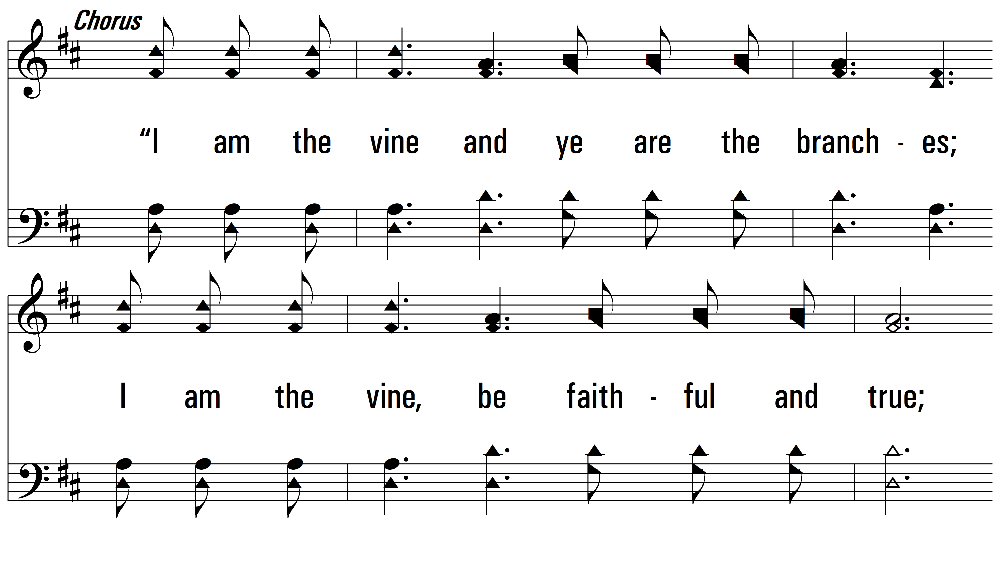 Chorus
“I am the vine and ye are the branch - es;
I am the vine, be faith - ful and true;